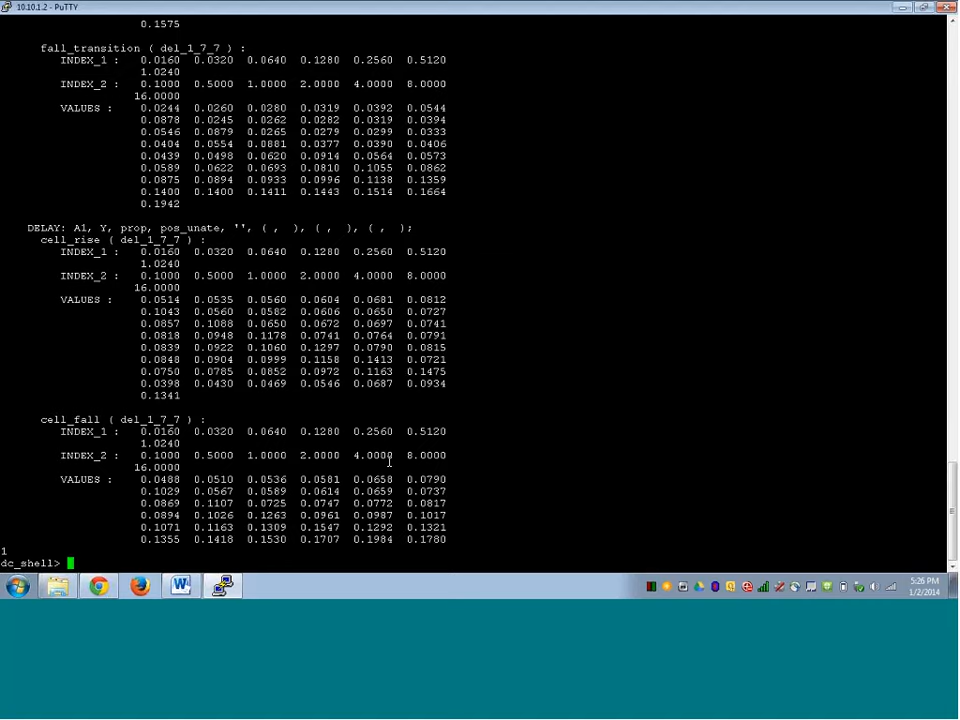 10.10.1.2 - PuTTY
0.1575
fall_transition ( del_1_7_7 ) :
INDEX_1 : 0.0160 0.0320 0.0640 0.1280 0.2560 0.5120
1.0240
INDEX_2 : 0.1000 0.5000 1.0000 2.0000 4.0000 8.0000
16.0000
VALUES : 0.0244 0.0260 0.0280 0.0319 0.0392 0.0544
0.0878 0.0245 0.0262 0.0282 0.0319 0.0394
0.0546 0.0879 0.0265 0.0279 0.0299 0.0333
0.0404 0.0554 0.0881 0.0377 0.0390 0.0406
0.0439 0.0498 0.0620 0.0914 0.0564 0.0573
0.0589 0.0622 0.0693 0.0810 0.1055 0.0862
0.0875 0.0894 0.0933 0.0996 0.1138 0.1359
0.1400 0.1400 0.1411 0.1443 0.1514 0.1664
0.1942
DELAY: A1, Y, prop, pos_unate, '', ( , ), ( , ), ( , );
cell_rise ( del_1_7_7 ) :
INDEX_1 : 0.0160 0.0320 0.0640 0.1280 0.2560 0.5120
1.0240
INDEX_2 : 0.1000 0.5000 1.0000 2.0000 4.0000 8.0000
16.0000
VALUES : 0.0514 0.0535 0.0560 0.0604 0.0681 0.0812
0.1043 0.0560 0.0582 0.0606 0.0650 0.0727
0.0857 0.1088 0.0650 0.0672 0.0697 0.0741
0.0818 0.0948 0.1178 0.0741 0.0764 0.0791
0.0839 0.0922 0.1060 0.1297 0.0790 0.0815
0.0848 0.0904 0.0999 0.1158 0.1413 0.0721
0.0750 0.0785 0.0852 0.0972 0.1163 0.1475
0.0398 0.0430 0.0469 0.0546 0.0687 0.0934
0.1341
cell_fall ( del_1_7_7 ) :
INDEX_1 : 0.0160 0.0320 0.0640 0.1280 0.2560 0.5120
1.0240
INDEX_2 : 0.1000 0.5000 1.0000 2.0000 4.0000 8.0000
16.0000
VALUES : 0.0488 0.0510 0.0536 0.0581 0.0658 0.0790
0.1029 0.0567 0.0589 0.0614 0.0659 0.0737
0.0869 0.1107 0.0725 0.0747 0.0772 0.0817
0.0894 0.1026 0.1263 0.0961 0.0987 0.1017
0.1071 0.1163 0.1309 0.1547 0.1292 0.1321
0.1355 0.1418 0.1530 0.1707 0.1984 0.1780
1
dc_shell>
5:26 PM
1/2/2014